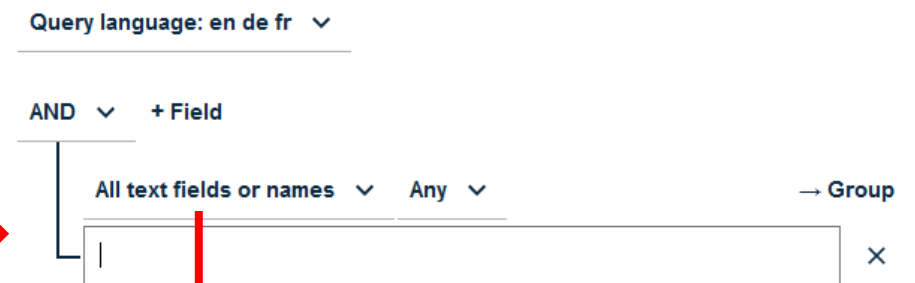 Query language: en de fr
AND + Field
All text fields or names Any → Group